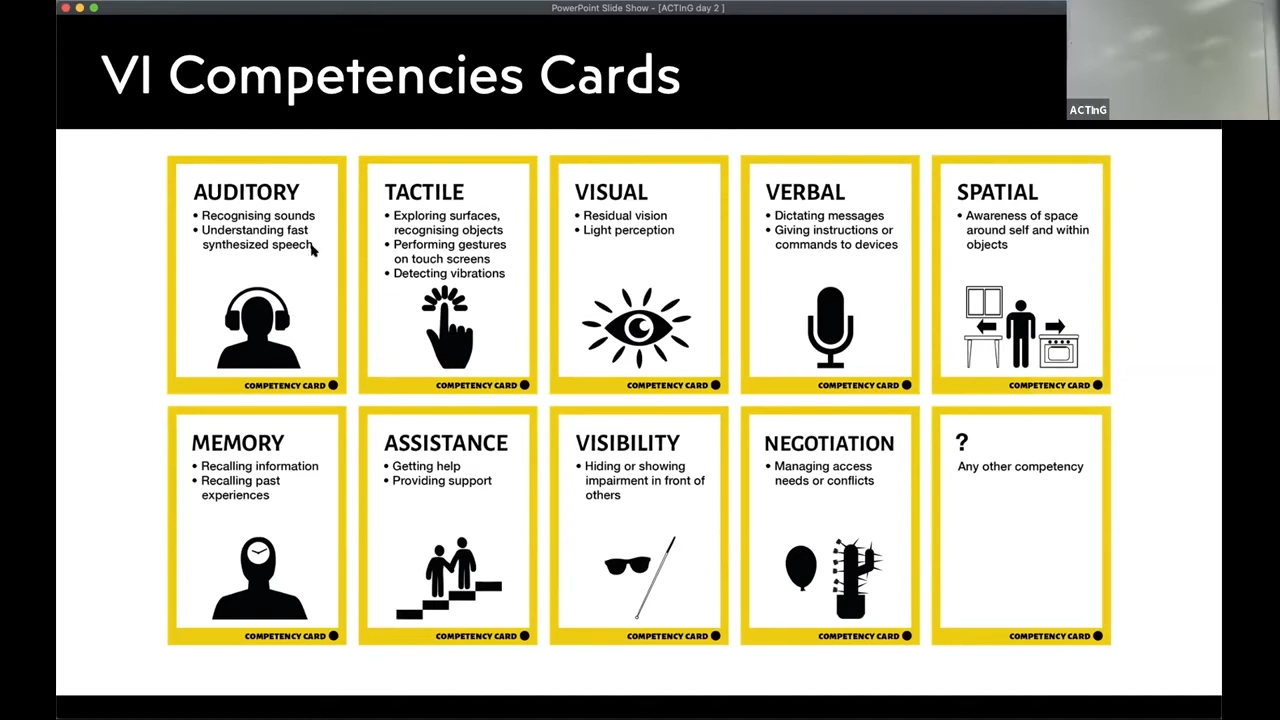 PowerPoint Slide Show - [ACTInG day 2 ]
ACTInG
VI Competencies Cards
AUDITORY
• Recognising sounds
• Understanding fast
synthesized speech
COMPETENCY CARD
TACTILE
• Exploring surfaces,
recognising objects
• Performing gestures
on touch screens
• Detecting vibrations
COMPETENCY CARD
VISUAL
• Residual vision
• Light perception
COMPETENCY CARD
VERBAL
• Dictating messages
• Giving instructions or
commands to devices
COMPETENCY CARD
SPATIAL
• Awareness of space
around self and within
objects
COMPETENCY CARD
MEMORY
• Recalling information
• Recalling past
experiences
COMPETENCY CARD
ASSISTANCE
• Getting help
• Providing support
COMPETENCY CARD
VISIBILITY
• Hiding or showing
impairment in front of
others
COMPETENCY CARD
NEGOTIATION
• Managing access
needs or conflicts
COMPETENCY CARD
?
Any other competency
COMPETENCY CARD